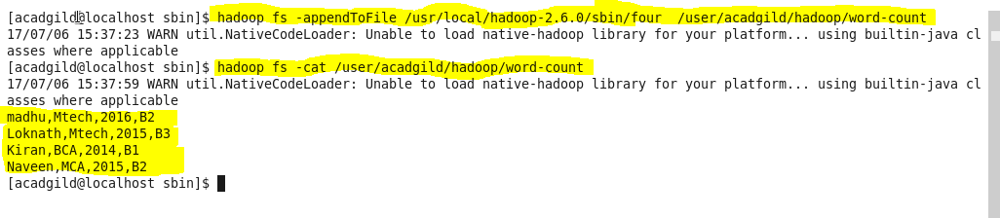 [acadgild@localhost sbin]$ hadoop fs -appendToFile /usr/local/hadoop-2.6.0/sbin/four  /user/acadgild/hadoop/word-count
17/07/06 15:37:23 WARN util.NativeCodeLoader: Unable to load native-hadoop library for your platform... using builtin-java cl
asses where applicable
[acadgild@localhost sbin]$ hadoop fs -cat /user/acadgild/hadoop/word-count
17/07/06 15:37:59 WARN util.NativeCodeLoader: Unable to load native-hadoop library for your platform... using builtin-java cl
asses where applicable
madhu,Mtech,2016,B2
Loknath,Mtech,2015,B3
Kiran,BCA,2014,B1
Naveen,MCA,2015,B2
[acadgild@localhost sbin]$